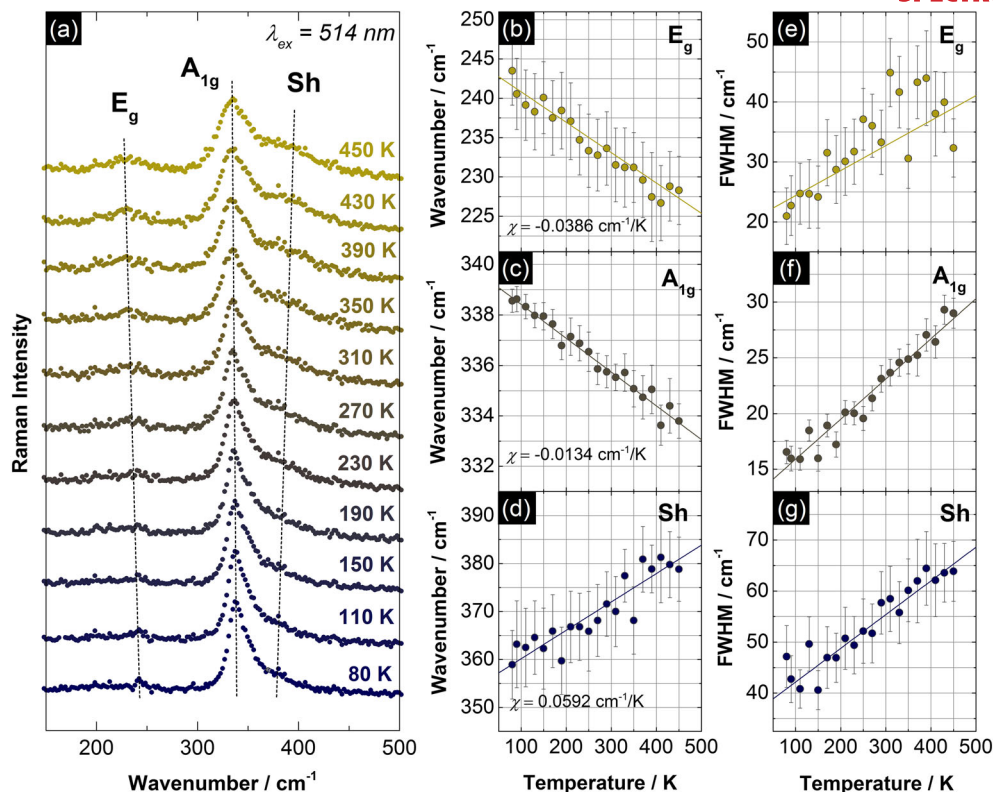 (a)
λex = 514 nm
Eg
A1g
Sh
450 K
430 K
390 K
350 K
310 K
270 K
230 K
190 K
150 K
110 K
80 K
Raman Intensity
200 300 400 500
Wavenumber / cm-1
(b)
Eg
250
245
240
235
230
225
Wavenumber / cm-1
χ = -0.0386 cm-1/K
(c)
A1g
340
338
336
334
332
Wavenumber / cm-1
χ = -0.0134 cm-1/K
(d)
Sh
390
380
370
360
350
345
Wavenumber / cm-1
χ = 0.0592 cm-1/K
100 200 300 400 500
Temperature / K
(e)
Eg
50
40
30
20
FWHM / cm-1
(f)
A1g
30
25
20
15
FWHM / cm-1
(g)
Sh
70
60
50
40
FWHM / cm-1
100 200 300 400 500
Temperature / K